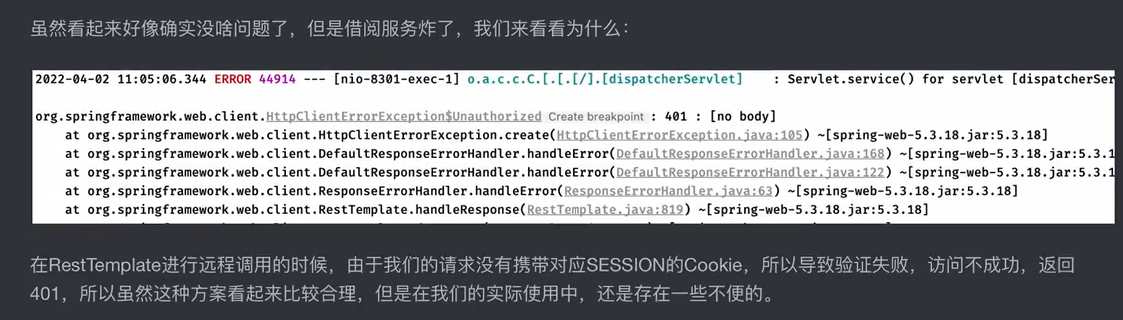 虽然看起来好像确实没啥问题了，但是借阅服务炸了，我们来看看为什么：
2022-04-02 11:05:06.344 ERROR 44914 --- [nio-8301-exec-1] o.a.c.c.C.[.[.[/].[dispatcherServlet] : Servlet.service() for servlet [dispatcherSer
org.springframework.web.client.HttpClientErrorException$Unauthorized Create breakpoint : 401 : [no body]
at org.springframework.web.client.HttpClientErrorException.create(HttpClientErrorException.java:105) ~[spring-web-5.3.18.jar:5.3.18]
at org.springframework.web.client.DefaultResponseErrorHandler.handleError(DefaultResponseErrorHandler.java:168) ~[spring-web-5.3.18.jar:5.3.1
at org.springframework.web.client.DefaultResponseErrorHandler.handleError(DefaultResponseErrorHandler.java:122) ~[spring-web-5.3.18.jar:5.3.1
at org.springframework.web.client.ResponseErrorHandler.handleError(ResponseErrorHandler.java:63) ~[spring-web-5.3.18.jar:5.3.18]
at org.springframework.web.client.RestTemplate.handleResponse(RestTemplate.java:819) ~[spring-web-5.3.18.jar:5.3.18]
在RestTemplate进行远程调用的时候，由于我们的请求没有携带对应SESSION的Cookie，所以导致验证失败，访问不成功，返回
401，所以虽然这种方案看起来比较合理，但是在我们的实际使用中，还是存在一些不便的。